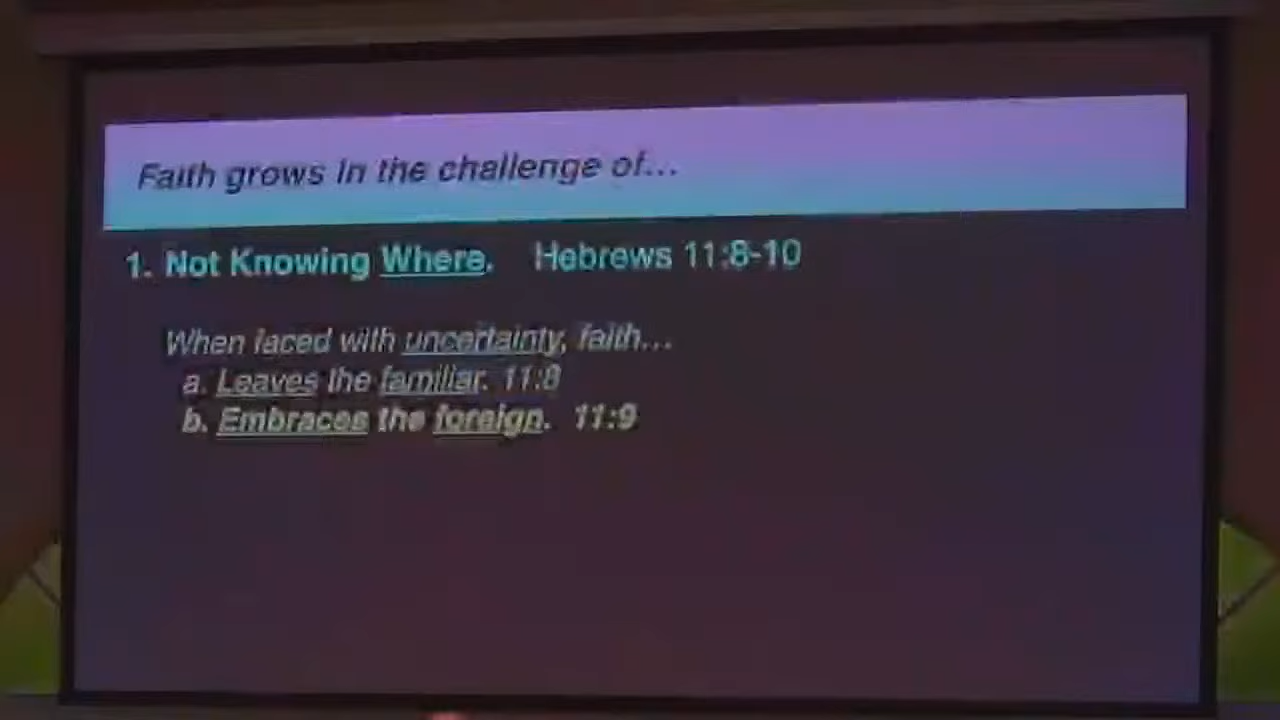 Faith grows in the challenge of...
1. Not Knowing Where. Hebrews 11:8-10
When faced with uncertainty, faith...
a. Leaves the familiar. 11:8
b. Embraces the foreign. 11:9